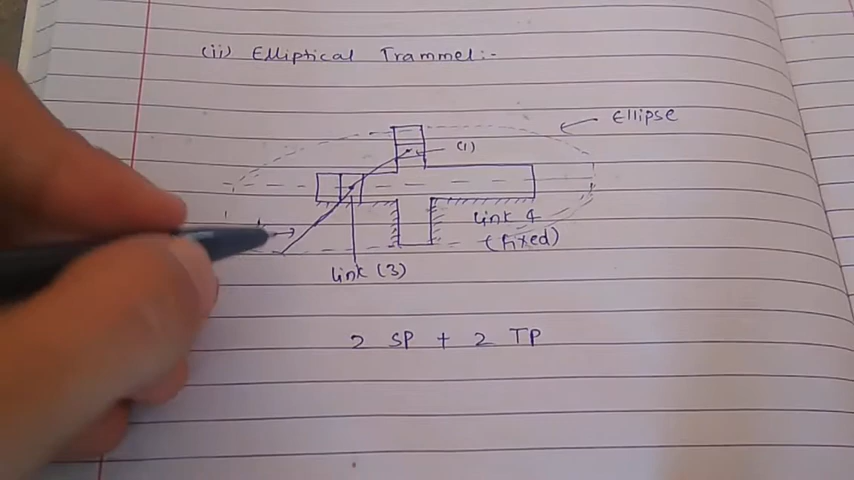 (ii) Elliptical Trammel:-
Ellipse
(1)
link 4
(fixed)
link (3)
2 SP + 2 TP